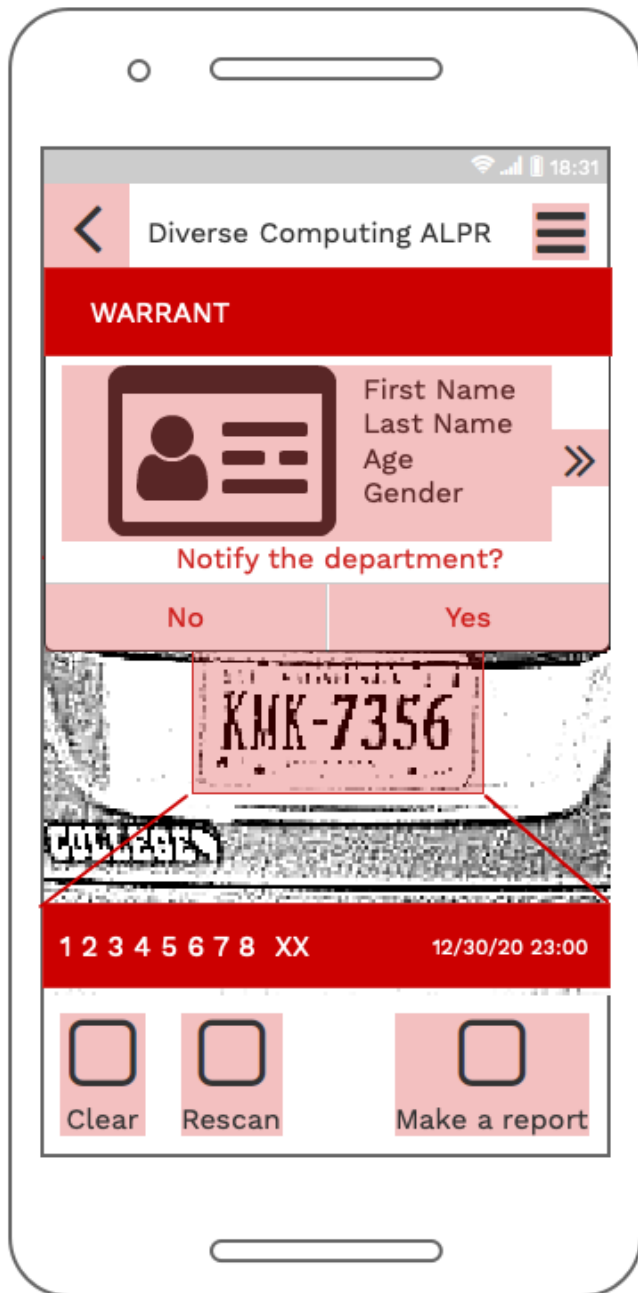 18:31
Diverse Computing ALPR
WARRANT
First Name
Last Name
Age
Gender
Notify the department?
No Yes
KMK-7356
COLLEGES
1 2 3 4 5 6 7 8 XX 12/30/20 23:00
Clear Rescan Make a report